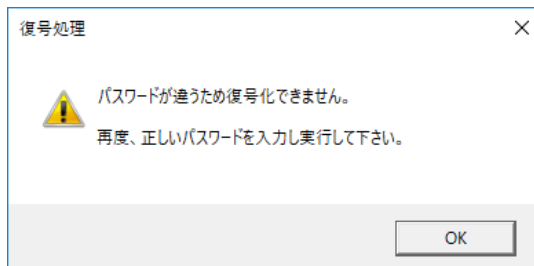 復号処理
パスワードが違うため復号化できません。
再度、正しいパスワードを入力し実行して下さい。
OK